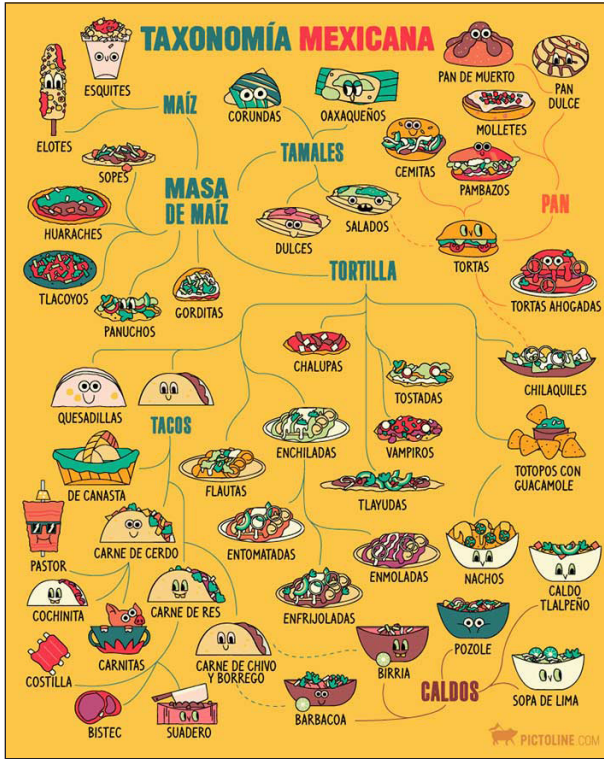 TAXONOMÍA MEXICANA
ESQUITES
ELOTES
MAÍZ
CORUNDAS
OAXAQUEÑOS
TAMALES
DULCES
SALADOS
PAN DE MUERTO
PAN
DULCE
MOLLETES
CEMITAS
PAMBAZOS
PAN
TORTAS
TORTAS AHOGADAS
SOPES
MASA
DE MAÍZ
HUARACHES
TLACOYOS
PANUCHOS
GORDITAS
TORTILLA
CHALUPAS
TOSTADAS
CHILAQUILES
QUESADILLAS
TACOS
ENCHILADAS
VAMPIROS
TOTOPOS CON
GUACAMOLE
DE CANASTA
FLAUTAS
TLAYUDAS
PASTOR
CARNE DE CERDO
ENTOMATADAS
ENMOLADAS
NACHOS
CALDO
TLALPEÑO
COCHINITA
CARNE DE RES
ENFRIJOLADAS
CARNITAS
COSTILLA
CARNE DE CHIVO
Y BORREGO
BIRRIA
POZOLE
CALDOS
SOPA DE LIMA
BISTEC
SUADERO
BARBACOA
PICTOLINE.COM